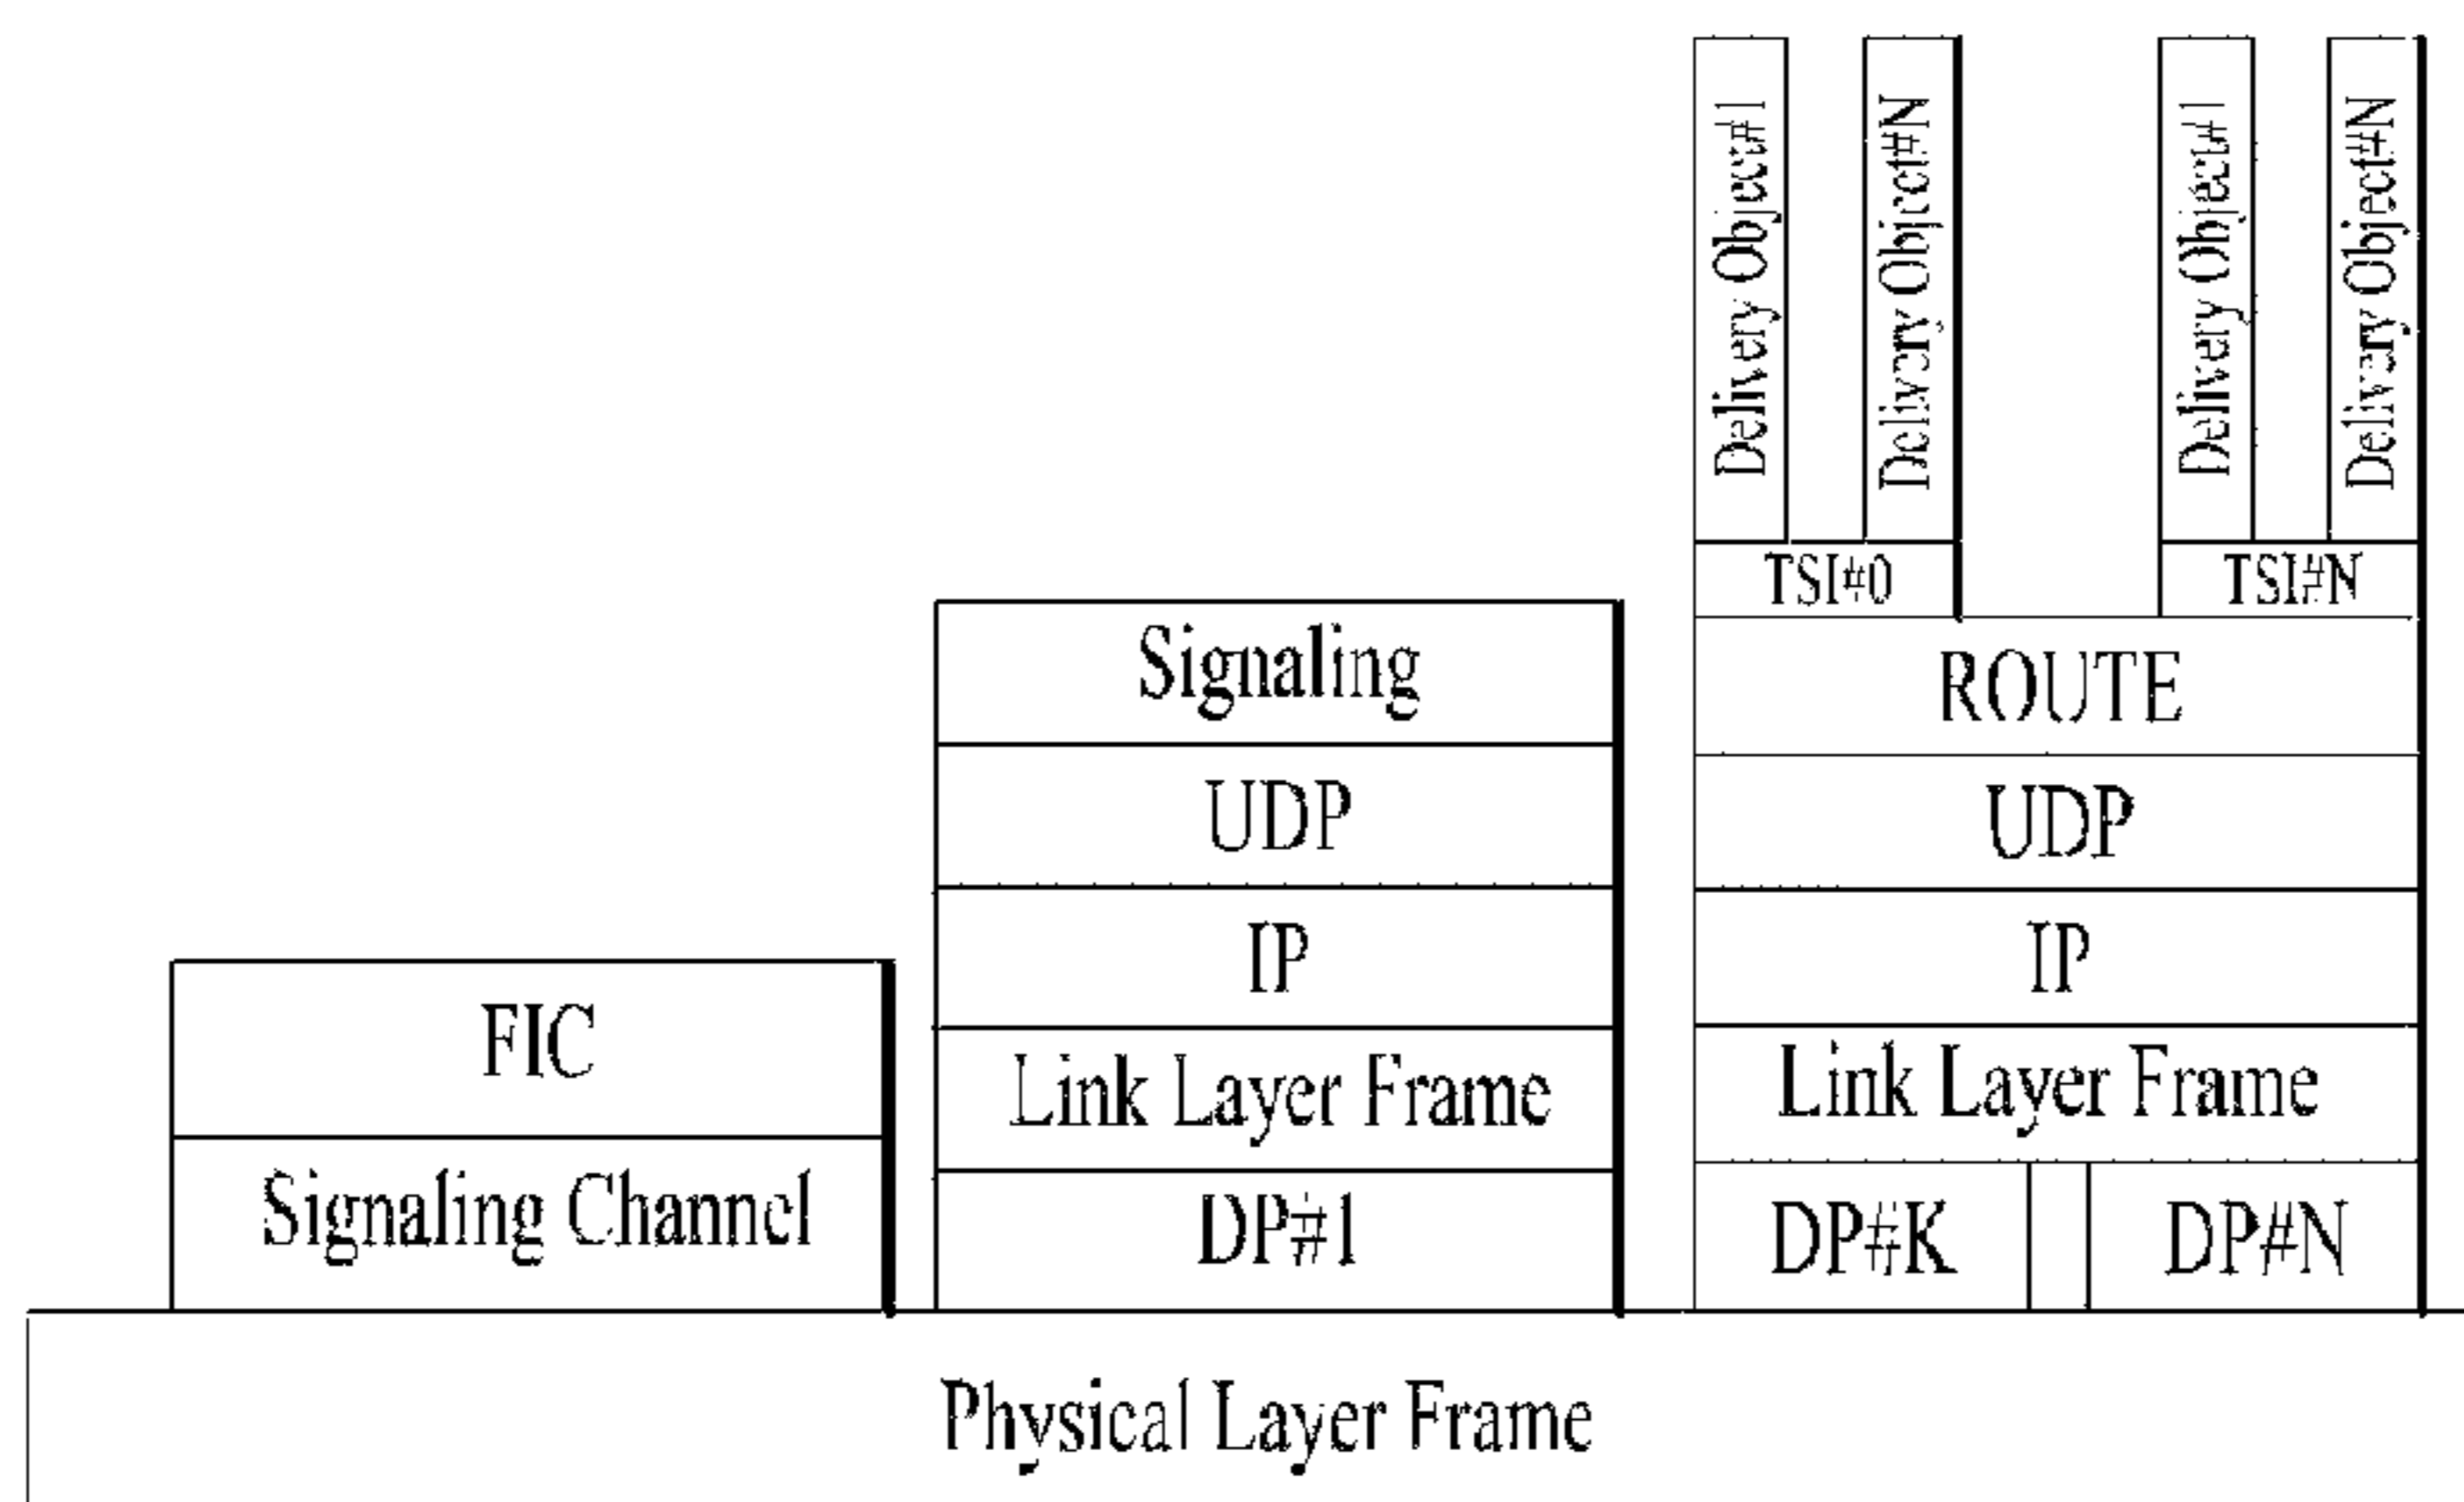 Delivery Object#1
Delivery Object#N
Delivery Object#1
Delivery Object#N
TSI#0
TSI#N
Signaling
UDP
IP
Link Layer Frame
DP#1
ROUTE
UDP
IP
Link Layer Frame
DP#K
DP#N
FIC
Signaling Channel
Physical Layer Frame